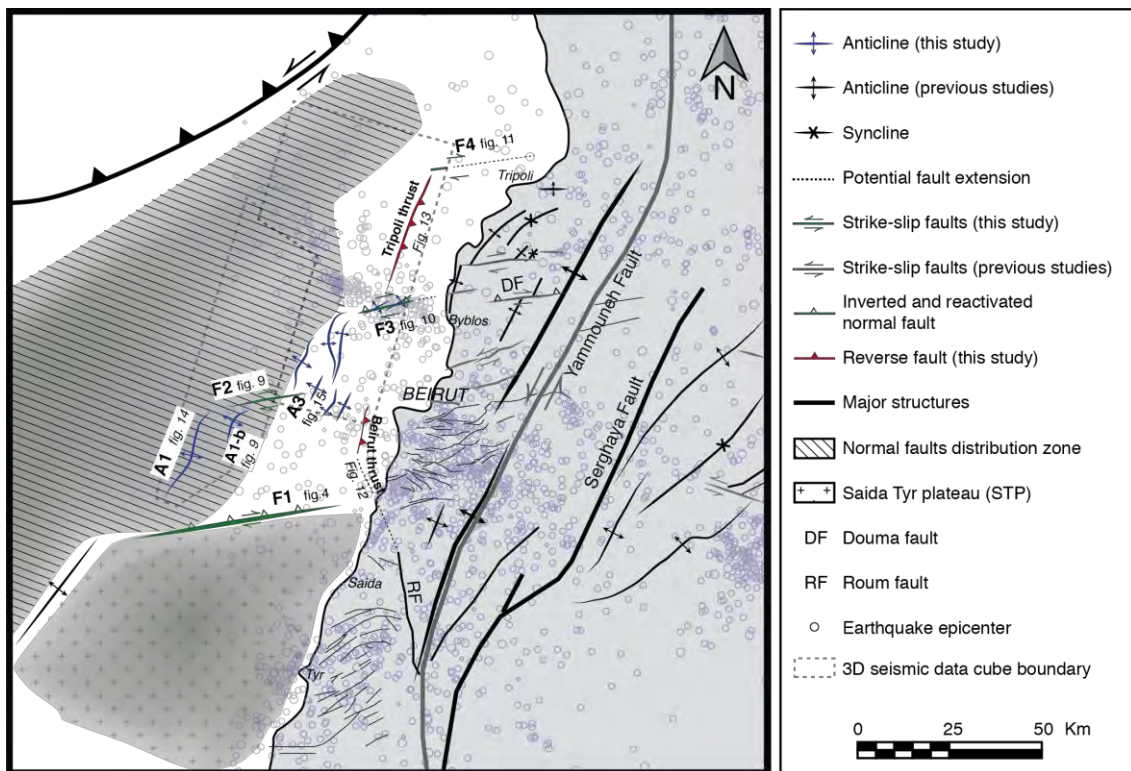 N
F4 fig. 11
Tripoli
Tripoli thrust
Fig. 13
DF
F3 fig. 10
Byblos
Yammouneh Fault
F2 fig. 9
A3
fig. 15
BEIRUT
A1 fig. 14
A1-b
fig. 9
Beirut thrust
Fig. 12
Serghaya Fault
F1 fig.4
Saida
RF
Tyr
Anticline (this study)
Anticline (previous studies)
Syncline
Potential fault extension
Strike-slip faults (this study)
Strike-slip faults (previous studies)
Inverted and reactivated
normal fault
Reverse fault (this study)
Major structures
Normal faults distribution zone
Saida Tyr plateau (STP)
DF Douma fault
RF Roum fault
Earthquake epicenter
3D seismic data cube boundary
0 25 50 Km